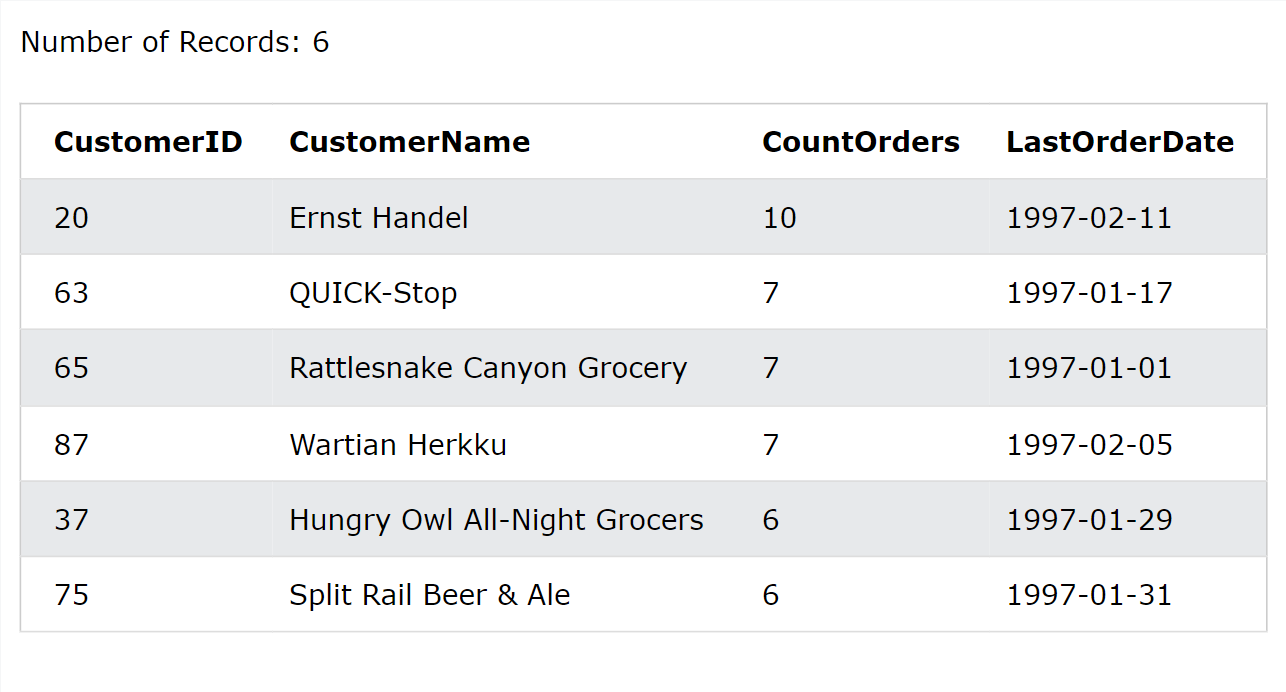 Number of Records: 6
CustomerID CustomerName CountOrders LastOrderDate
20 Ernst Handel 10 1997-02-11
63 QUICK-Stop 7 1997-01-17
65 Rattlesnake Canyon Grocery 7 1997-01-01
87 Wartian Herkku 7 1997-02-05
37 Hungry Owl All-Night Grocers 6 1997-01-29
75 Split Rail Beer & Ale 6 1997-01-31